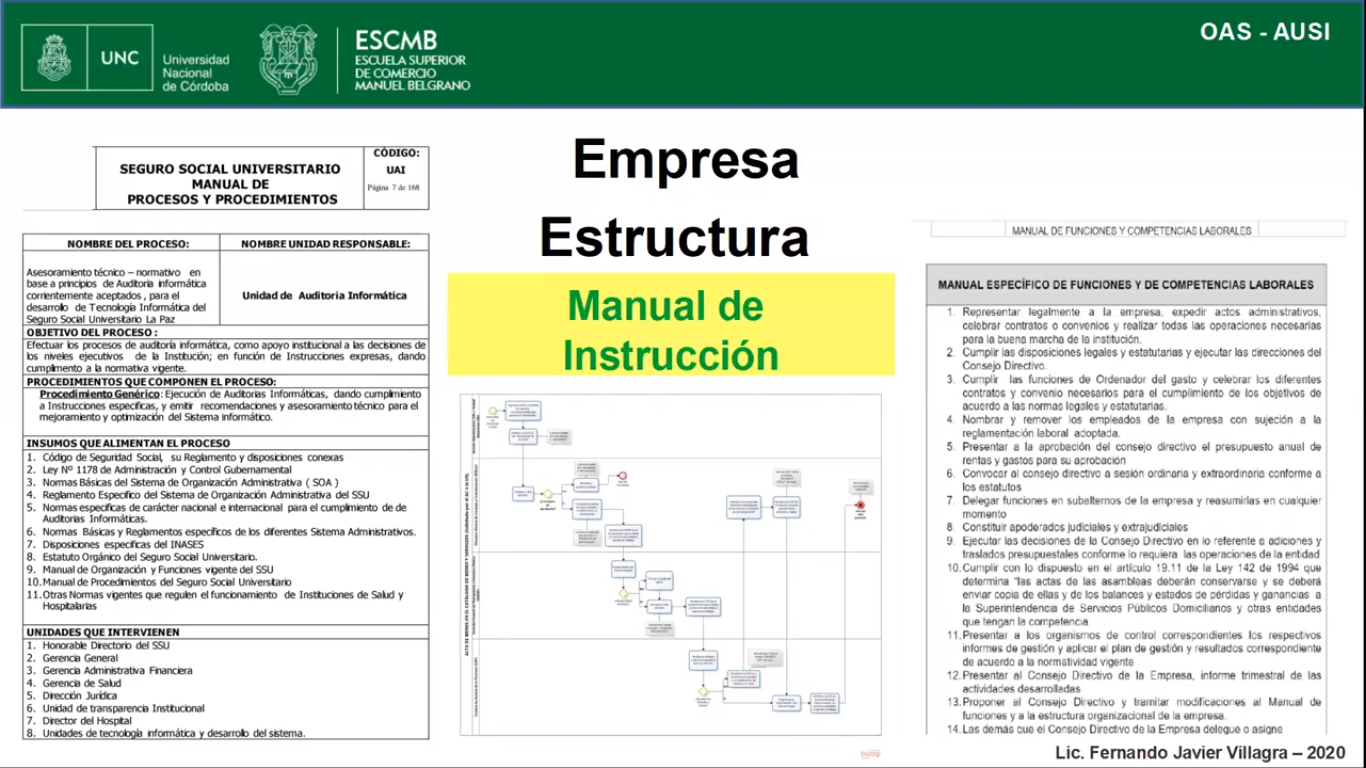 UNC
Universidad
Nacional
de Córdoba
ESCMB
ESCUELA SUPERIOR
DE COMERCIO
MANUEL BELGRANO
OAS - AUSI
Empresa
Estructura
Manual de
Instrucción
SEGURO SOCIAL UNIVERSITARIO
MANUAL DE
PROCESOS Y PROCEDIMIENTOS
CÓDIGO:
UAI
Página 7 de 168
NOMBRE DEL PROCESO:
NOMBRE UNIDAD RESPONSABLE:
Asesoramiento técnico – normativo en
base a principios de Auditoria informática
corrientemente aceptados , para el
desarrollo de Tecnología Informática del
Seguro Social Universitario La Paz
Unidad de Auditoria Informática
OBJETIVO DEL PROCESO :
Efectuar los procesos de auditoría informática, como apoyo institucional a las decisiones de
los niveles ejecutivos de la Institución; en función de Instrucciones expresas, dando
cumplimento a la normativa vigente.
PROCEDIMIENTOS QUE COMPONEN EL PROCESO:
Procedimiento Genérico: Ejecución de Auditorias Informáticas, dando cumplimiento
a Instrucciones especificas, y emitir recomendaciones y asesoramiento técnico para el
mejoramiento y optimización del Sistema informático.
INSUMOS QUE ALIMENTAN EL PROCESO
1. Código de Seguridad Social, su Reglamento y disposiciones conexas
2. Ley Nº 1178 de Administración y Control Gubernamental
3. Normas Básicas del Sistema de Organización Administrativa ( SOA )
4. Reglamento Especifico del Sistema de Organización Administrativa del SSU
5. Normas especificas de carácter nacional e internacional para el cumplimiento de de
Auditorias Informáticas.
6. Normas Básicas y Reglamentos específicos de los diferentes Sistema Administrativos.
7. Disposiciones especificas del INASES
8. Estatuto Orgánico del Seguro Social Universitario.
9. Manual de Organización y Funciones vigente del SSU
10. Manual de Procedimientos del Seguro Social Universitario
11. Otras Normas vigentes que regulen el funcionamiento de Instituciones de Salud y
Hospitalarias
UNIDADES QUE INTERVIENEN
1. Honorable Directorio del SSU
2. Gerencia General
3. Gerencia Administrativa Financiera
4. Gerencia de Salud
5. Dirección Jurídica
6. Unidad de transparencia Institucional
7. Director del Hospital
8. Unidades de tecnología informática y desarrollo del sistema.
MANUAL DE FUNCIONES Y COMPETENCIAS LABORALES
MANUAL ESPECÍFICO DE FUNCIONES Y DE COMPETENCIAS LABORALES
1. Representar legalmente a la empresa, expedir actos administrativos,
celebrar contratos o convenios y realizar todas las operaciones necesarias
para la buena marcha de la institución.
2. Cumplir las disposiciones legales y estatutarias y ejecutar las direcciones del
Consejo Directivo.
3. Cumplir las funciones de Ordenador del gasto y celebrar los diferentes
contratos y convenio necesarios para el cumplimiento de los objetivos de
acuerdo a las normas legales y estatutarias.
4. Nombrar y remover los empleados de la empresa con sujeción a la
reglamentación laboral adoptada.
5. Presentar a la aprobación del consejo directivo el presupuesto anual de
rentas y gastos para su aprobación
6. Convocar al consejo directivo a sesión ordinaria y extraordinaria conforme a
los estatutos
7. Delegar funciones en subalternos de la empresa y reasumirlas en cualquier
momento
8. Constituir apoderados judiciales y extrajudiciales
9. Ejecutar las decisiones de la Consejo Directivo en lo referente a adiciones y
traslados presupuestales conforme lo requiera las operaciones de la entidad
10. Cumplir con lo dispuesto en el artículo 19.11 de la Ley 142 de 1994 que
determina "las actas de las asambleas deberán conservarse y se deberá
enviar copia de ellas y de los balances y estados de pérdidas y ganancias a
la Superintendencia de Servicios Públicos Domicilianos y otras entidades
que tengan la competencia.
11. Presentar a los organismos de control correspondientes los respectivos
informes de gestión y aplicar el plan de gestión y resultados correspondiente
de acuerdo a la normatividad vigente
12. Presentar al Consejo Directivo de la Empresa, informe trimestral de las
actividades desarrolladas
13. Proponer al Consejo Directivo y tramitar modificaciones al Manual de
funciones y a la estructura organizacional de la empresa.
14. Las demás que el Consejo Directivo de la Empresa delegue o asigne
Lic. Fernando Javier Villagra – 2020